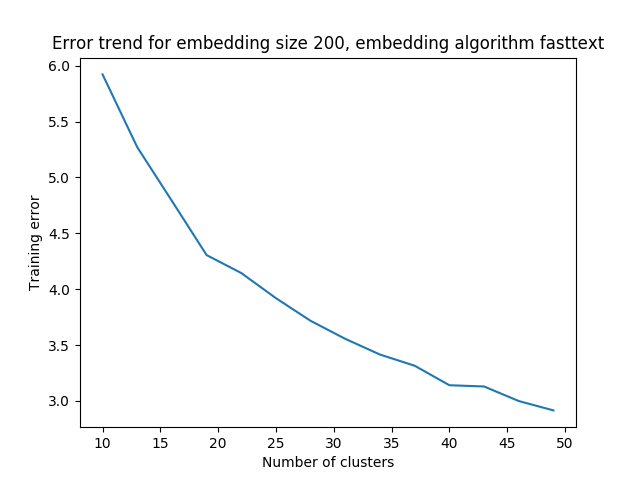 Error trend for embedding size 200, embedding algorithm fasttext
6.0
5.5
5.0
4.5
4.0
3.5
3.0
Training error
10 15 20 25 30 35 40 45 50
Number of clusters